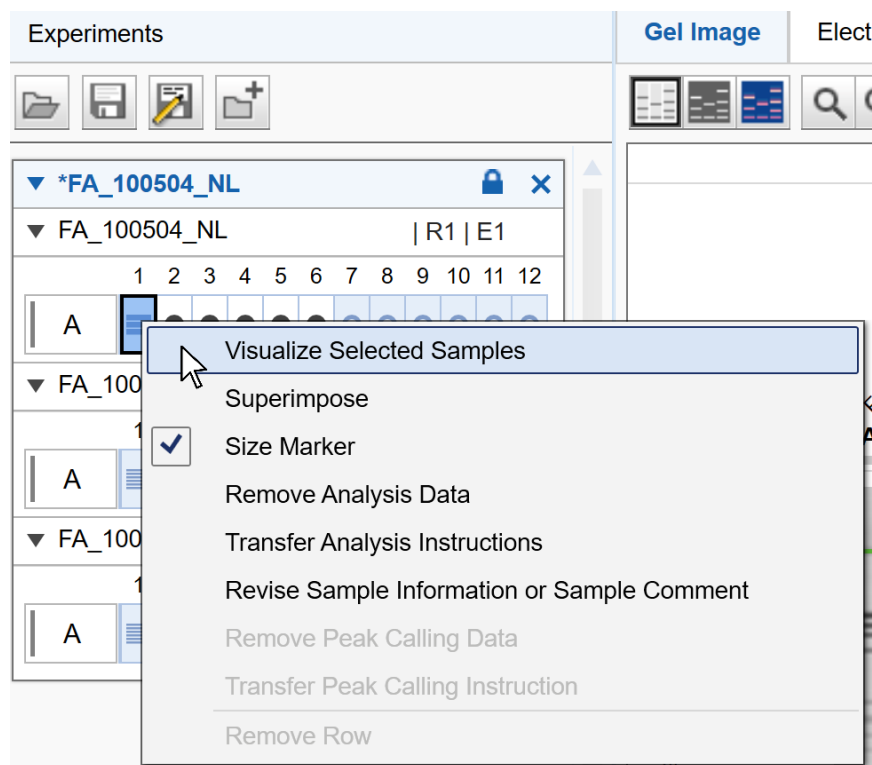 Experiments
Gel Image Elect
*FA_100504_NL
FA_100504_NL | R1 | E1
1 2 3 4 5 6 7 8 9 10 11 12
A
Visualize Selected Samples
FA_100
Superimpose
1
Size Marker
A
Remove Analysis Data
FA_100
Transfer Analysis Instructions
1
Revise Sample Information or Sample Comment
A
Remove Peak Calling Data
Transfer Peak Calling Instruction
Remove Row